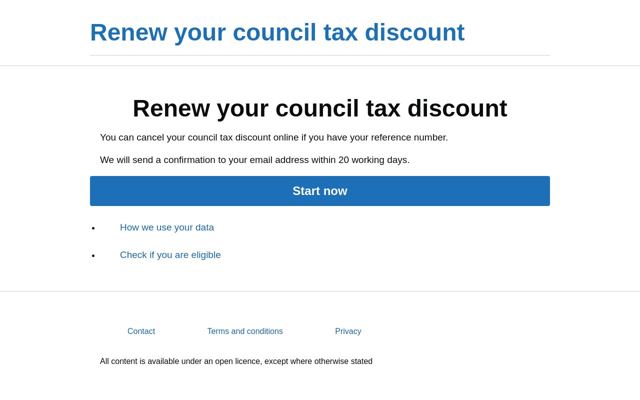 Renew your council tax discount
Renew your council tax discount
You can cancel your council tax discount online if you have your reference number.
We will send a confirmation to your email address within 20 working days.
Start now
How we use your data
Check if you are eligible
Contact Terms and conditions Privacy
All content is available under an open licence, except where otherwise stated